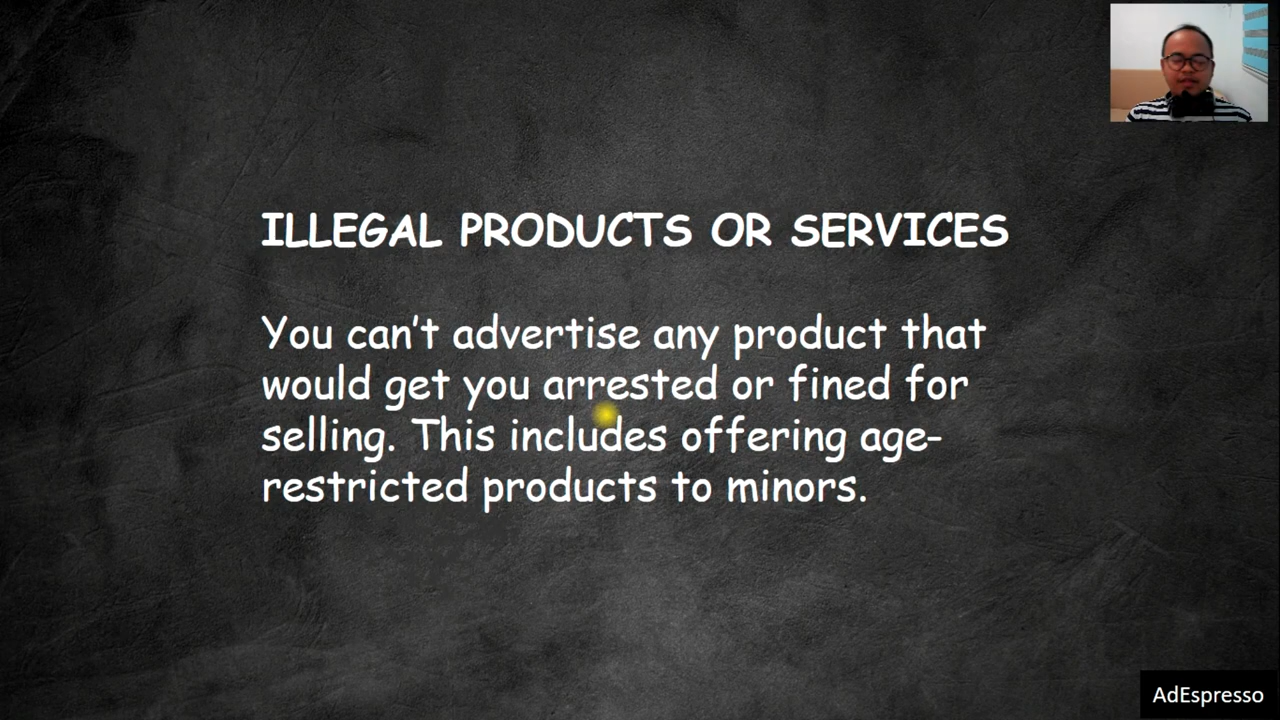 ILLEGAL PRODUCTS OR SERVICES
You can't advertise any product that
would get you arrested or fined for
selling. This includes offering age-
restricted products to minors.
AdEspresso